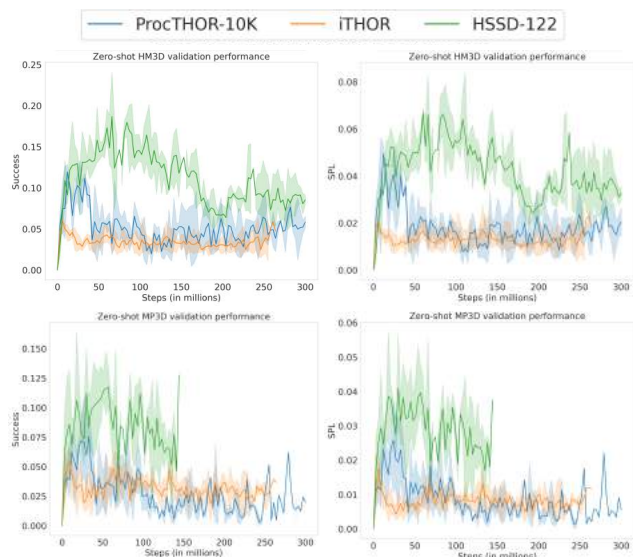 ProcTHOR-10K iTHOR HSSD-122
Zero-shot HM3D validation performance
Success
0.25
0.20
0.15
0.10
0.05
0.00
0 50 100 150 200 250 300
Steps (in millions)
Zero-shot HM3D validation performance
SPL
0.08
0.06
0.04
0.02
0.00
0 50 100 150 200 250 300
Steps (in millions)
Zero-shot MP3D validation performance
Success
0.150
0.125
0.100
0.075
0.050
0.025
0.000
0 50 100 150 200 250 300
Steps (in millions)
Zero-shot MP3D validation performance
SPL
0.06
0.05
0.04
0.03
0.02
0.01
0.00
0 50 100 150 200 250 300
Steps (in millions)